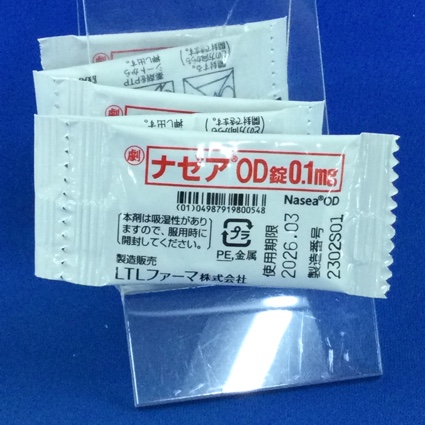 劇 ナゼア®OD錠0.1mg
Nasea®OD
(01)04987919800548
本剤は吸湿性があり
ますので、服用時に
開封してください。
プラ
PE,金属
使用期限
2026.03
製造番号
2302S01
製造販売
LTLファーマ株式会社